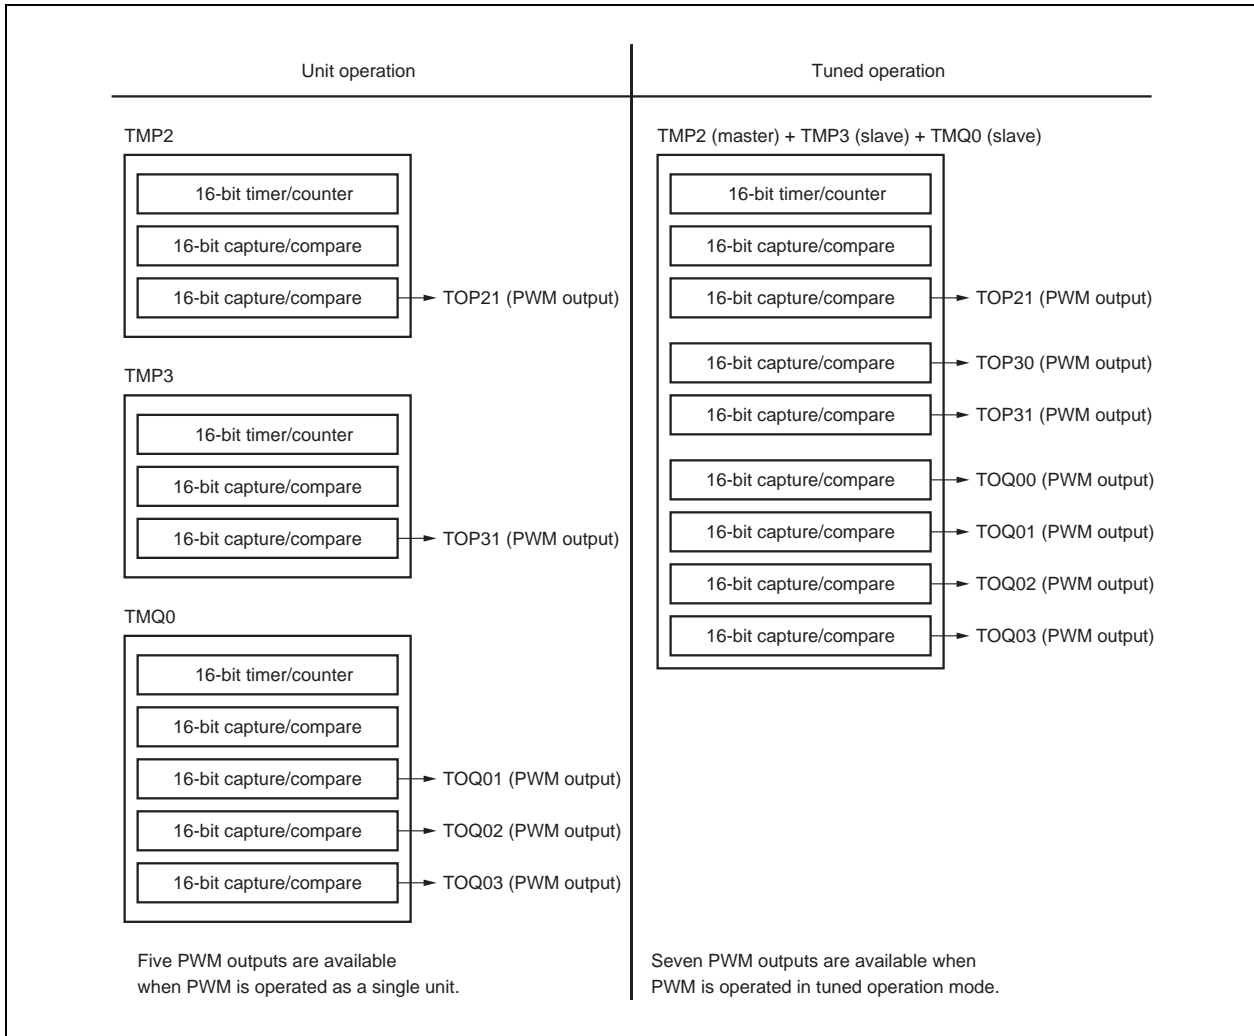 Unit operation
TMP2
16-bit timer/counter
16-bit capture/compare
16-bit capture/compare
TOP21 (PWM output)
TMP3
16-bit timer/counter
16-bit capture/compare
16-bit capture/compare
TOP31 (PWM output)
TMQ0
16-bit timer/counter
16-bit capture/compare
16-bit capture/compare
TOQ01 (PWM output)
16-bit capture/compare
TOQ02 (PWM output)
16-bit capture/compare
TOQ03 (PWM output)
Five PWM outputs are available
when PWM is operated as a single unit.
Tuned operation
TMP2 (master) + TMP3 (slave) + TMQ0 (slave)
16-bit timer/counter
16-bit capture/compare
16-bit capture/compare
TOP21 (PWM output)
16-bit capture/compare
TOP30 (PWM output)
16-bit capture/compare
TOP31 (PWM output)
16-bit capture/compare
TOQ00 (PWM output)
16-bit capture/compare
TOQ01 (PWM output)
16-bit capture/compare
TOQ02 (PWM output)
16-bit capture/compare
TOQ03 (PWM output)
Seven PWM outputs are available when
PWM is operated in tuned operation mode.